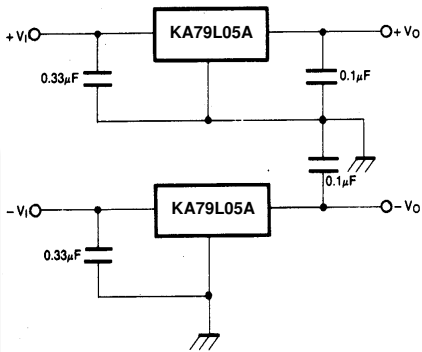 KA79L05A
+ VI
+ VO
0.33µF
0.1µF
0.1µF
KA79L05A
− VI
− VO
0.33µF